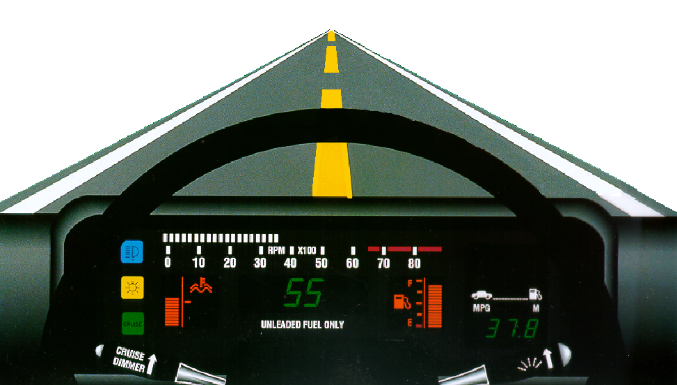 RPM X100
0 10 20 30 40 50 60 70 80
55
F
E
UNLEADED FUEL ONLY
MPG M
37.8
CRUISE
CRUISE
DIMMER